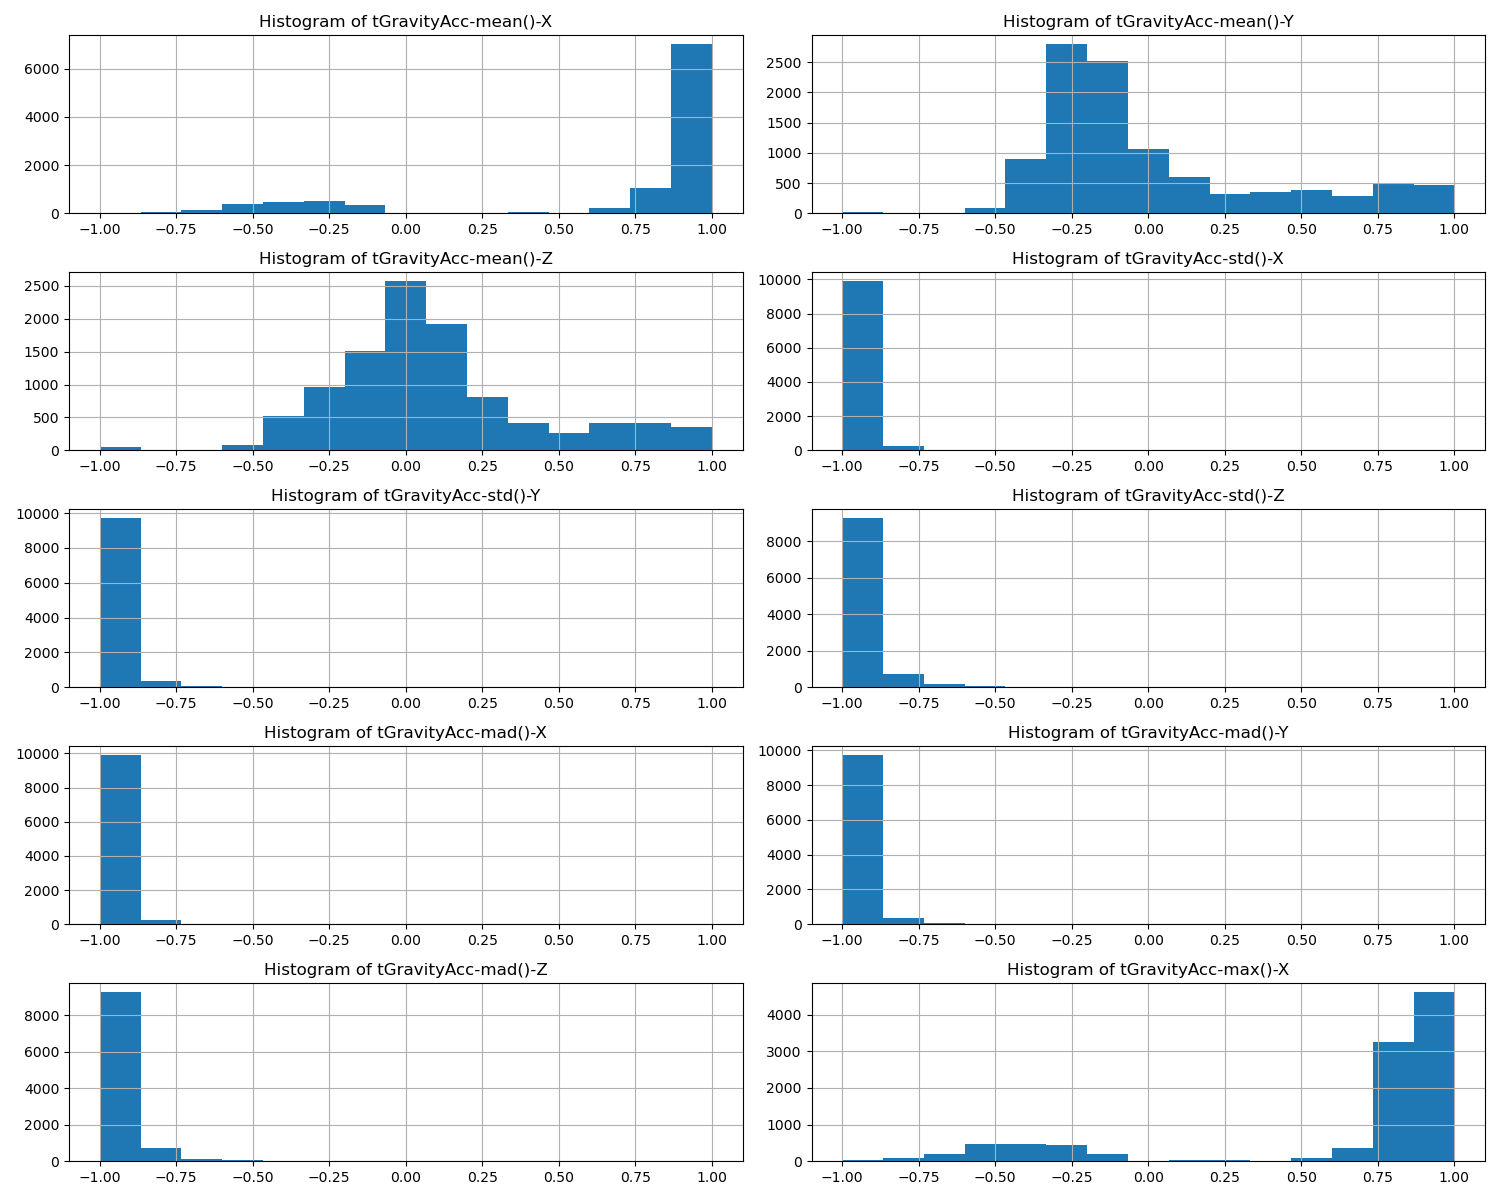 Histogram of tGravityAcc-mean()-X
6000
4000
2000
0
−1.00 −0.75 −0.50 −0.25 0.00 0.25 0.50 0.75 1.00
Histogram of tGravityAcc-mean()-Y
2500
2000
1500
1000
500
0
−1.00 −0.75 −0.50 −0.25 0.00 0.25 0.50 0.75 1.00
Histogram of tGravityAcc-mean()-Z
2500
2000
1500
1000
500
0
−1.00 −0.75 −0.50 −0.25 0.00 0.25 0.50 0.75 1.00
Histogram of tGravityAcc-std()-X
10000
8000
6000
4000
2000
0
−1.00 −0.75 −0.50 −0.25 0.00 0.25 0.50 0.75 1.00
Histogram of tGravityAcc-std()-Y
10000
8000
6000
4000
2000
0
−1.00 −0.75 −0.50 −0.25 0.00 0.25 0.50 0.75 1.00
Histogram of tGravityAcc-std()-Z
8000
6000
4000
2000
0
−1.00 −0.75 −0.50 −0.25 0.00 0.25 0.50 0.75 1.00
Histogram of tGravityAcc-mad()-X
10000
8000
6000
4000
2000
0
−1.00 −0.75 −0.50 −0.25 0.00 0.25 0.50 0.75 1.00
Histogram of tGravityAcc-mad()-Y
10000
8000
6000
4000
2000
0
−1.00 −0.75 −0.50 −0.25 0.00 0.25 0.50 0.75 1.00
Histogram of tGravityAcc-mad()-Z
8000
6000
4000
2000
0
−1.00 −0.75 −0.50 −0.25 0.00 0.25 0.50 0.75 1.00
Histogram of tGravityAcc-max()-X
4000
3000
2000
1000
0
−1.00 −0.75 −0.50 −0.25 0.00 0.25 0.50 0.75 1.00